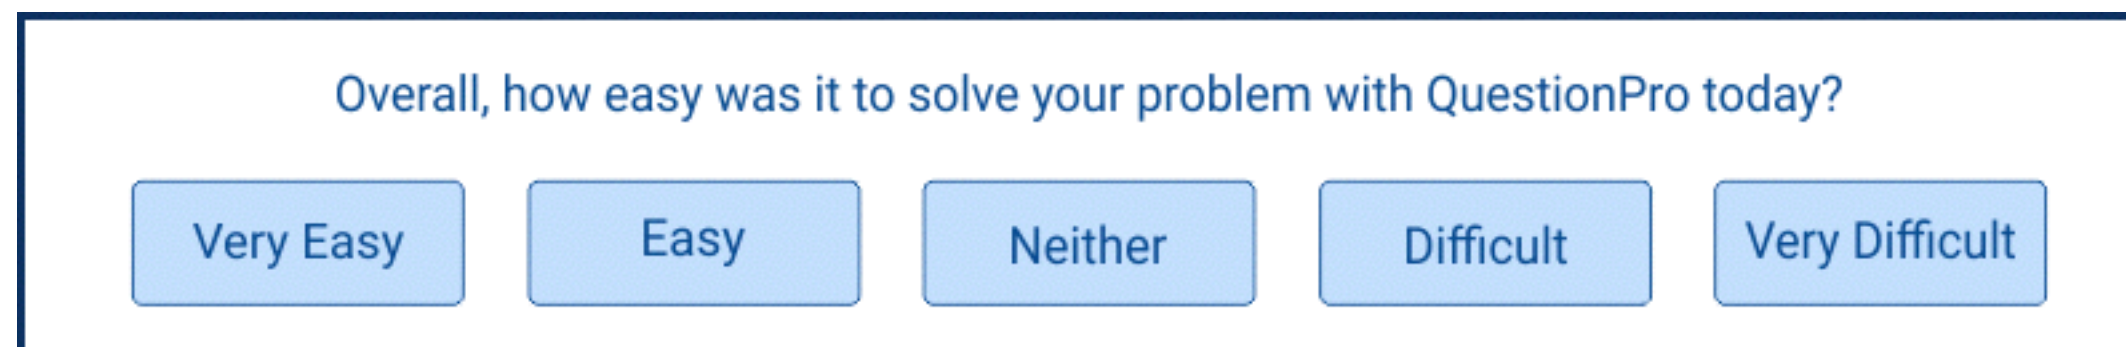 Overall, how easy was it to solve your problem with QuestionPro today?
Very Easy Easy Neither Difficult Very Difficult